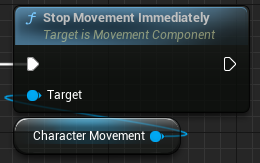 Stop Movement Immediately
Target is Movement Component
Target
Character Movement